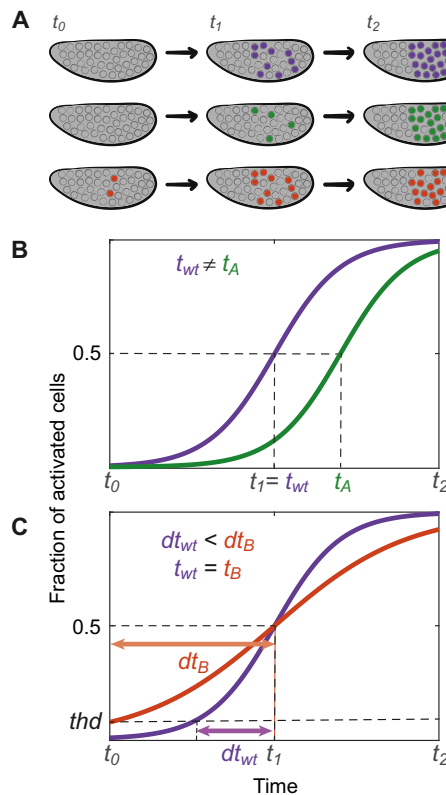 A
t0 t1 t2
B
twt ≠ tA
0.5
t0 t1 = twt tA t2
Fraction of activated cells
C
dtwt < dtB
twt = tB
0.5
dtB
thd
t0 dtwt t1 t2
Time